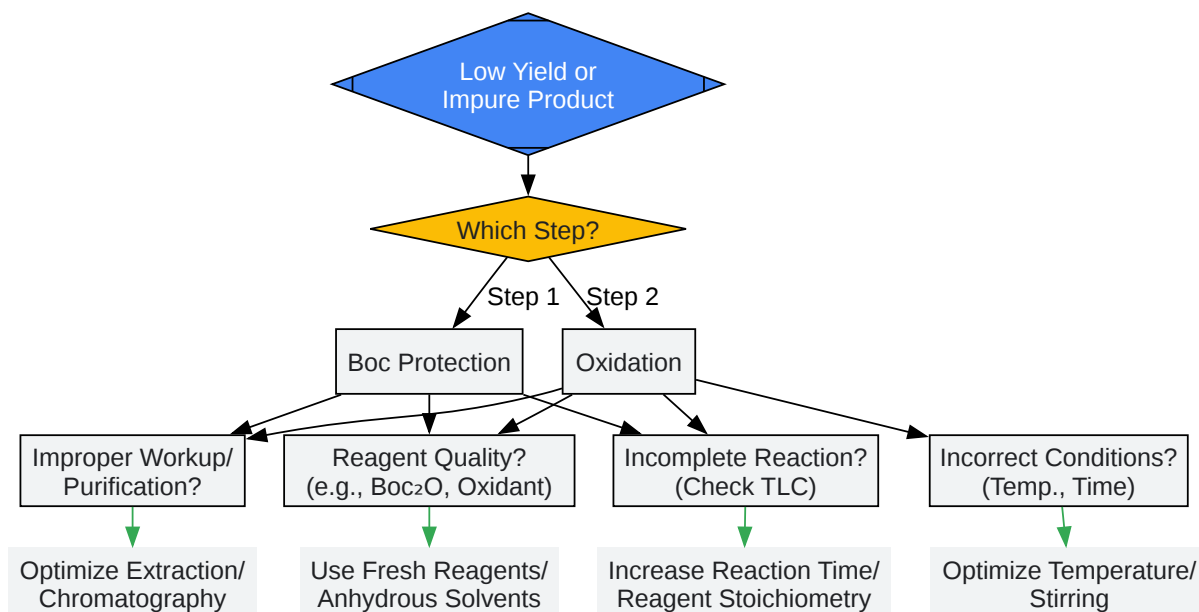 Low Yield or
Impure Product
Which Step?
Step 1
Step 2
Boc Protection
Oxidation
Improper Workup/
Purification?
Reagent Quality?
(e.g., Boc₂O, Oxidant)
Incomplete Reaction?
(Check TLC)
Incorrect Conditions?
(Temp., Time)
Optimize Extraction/
Chromatography
Use Fresh Reagents/
Anhydrous Solvents
Increase Reaction Time/
Reagent Stoichiometry
Optimize Temperature/
Stirring